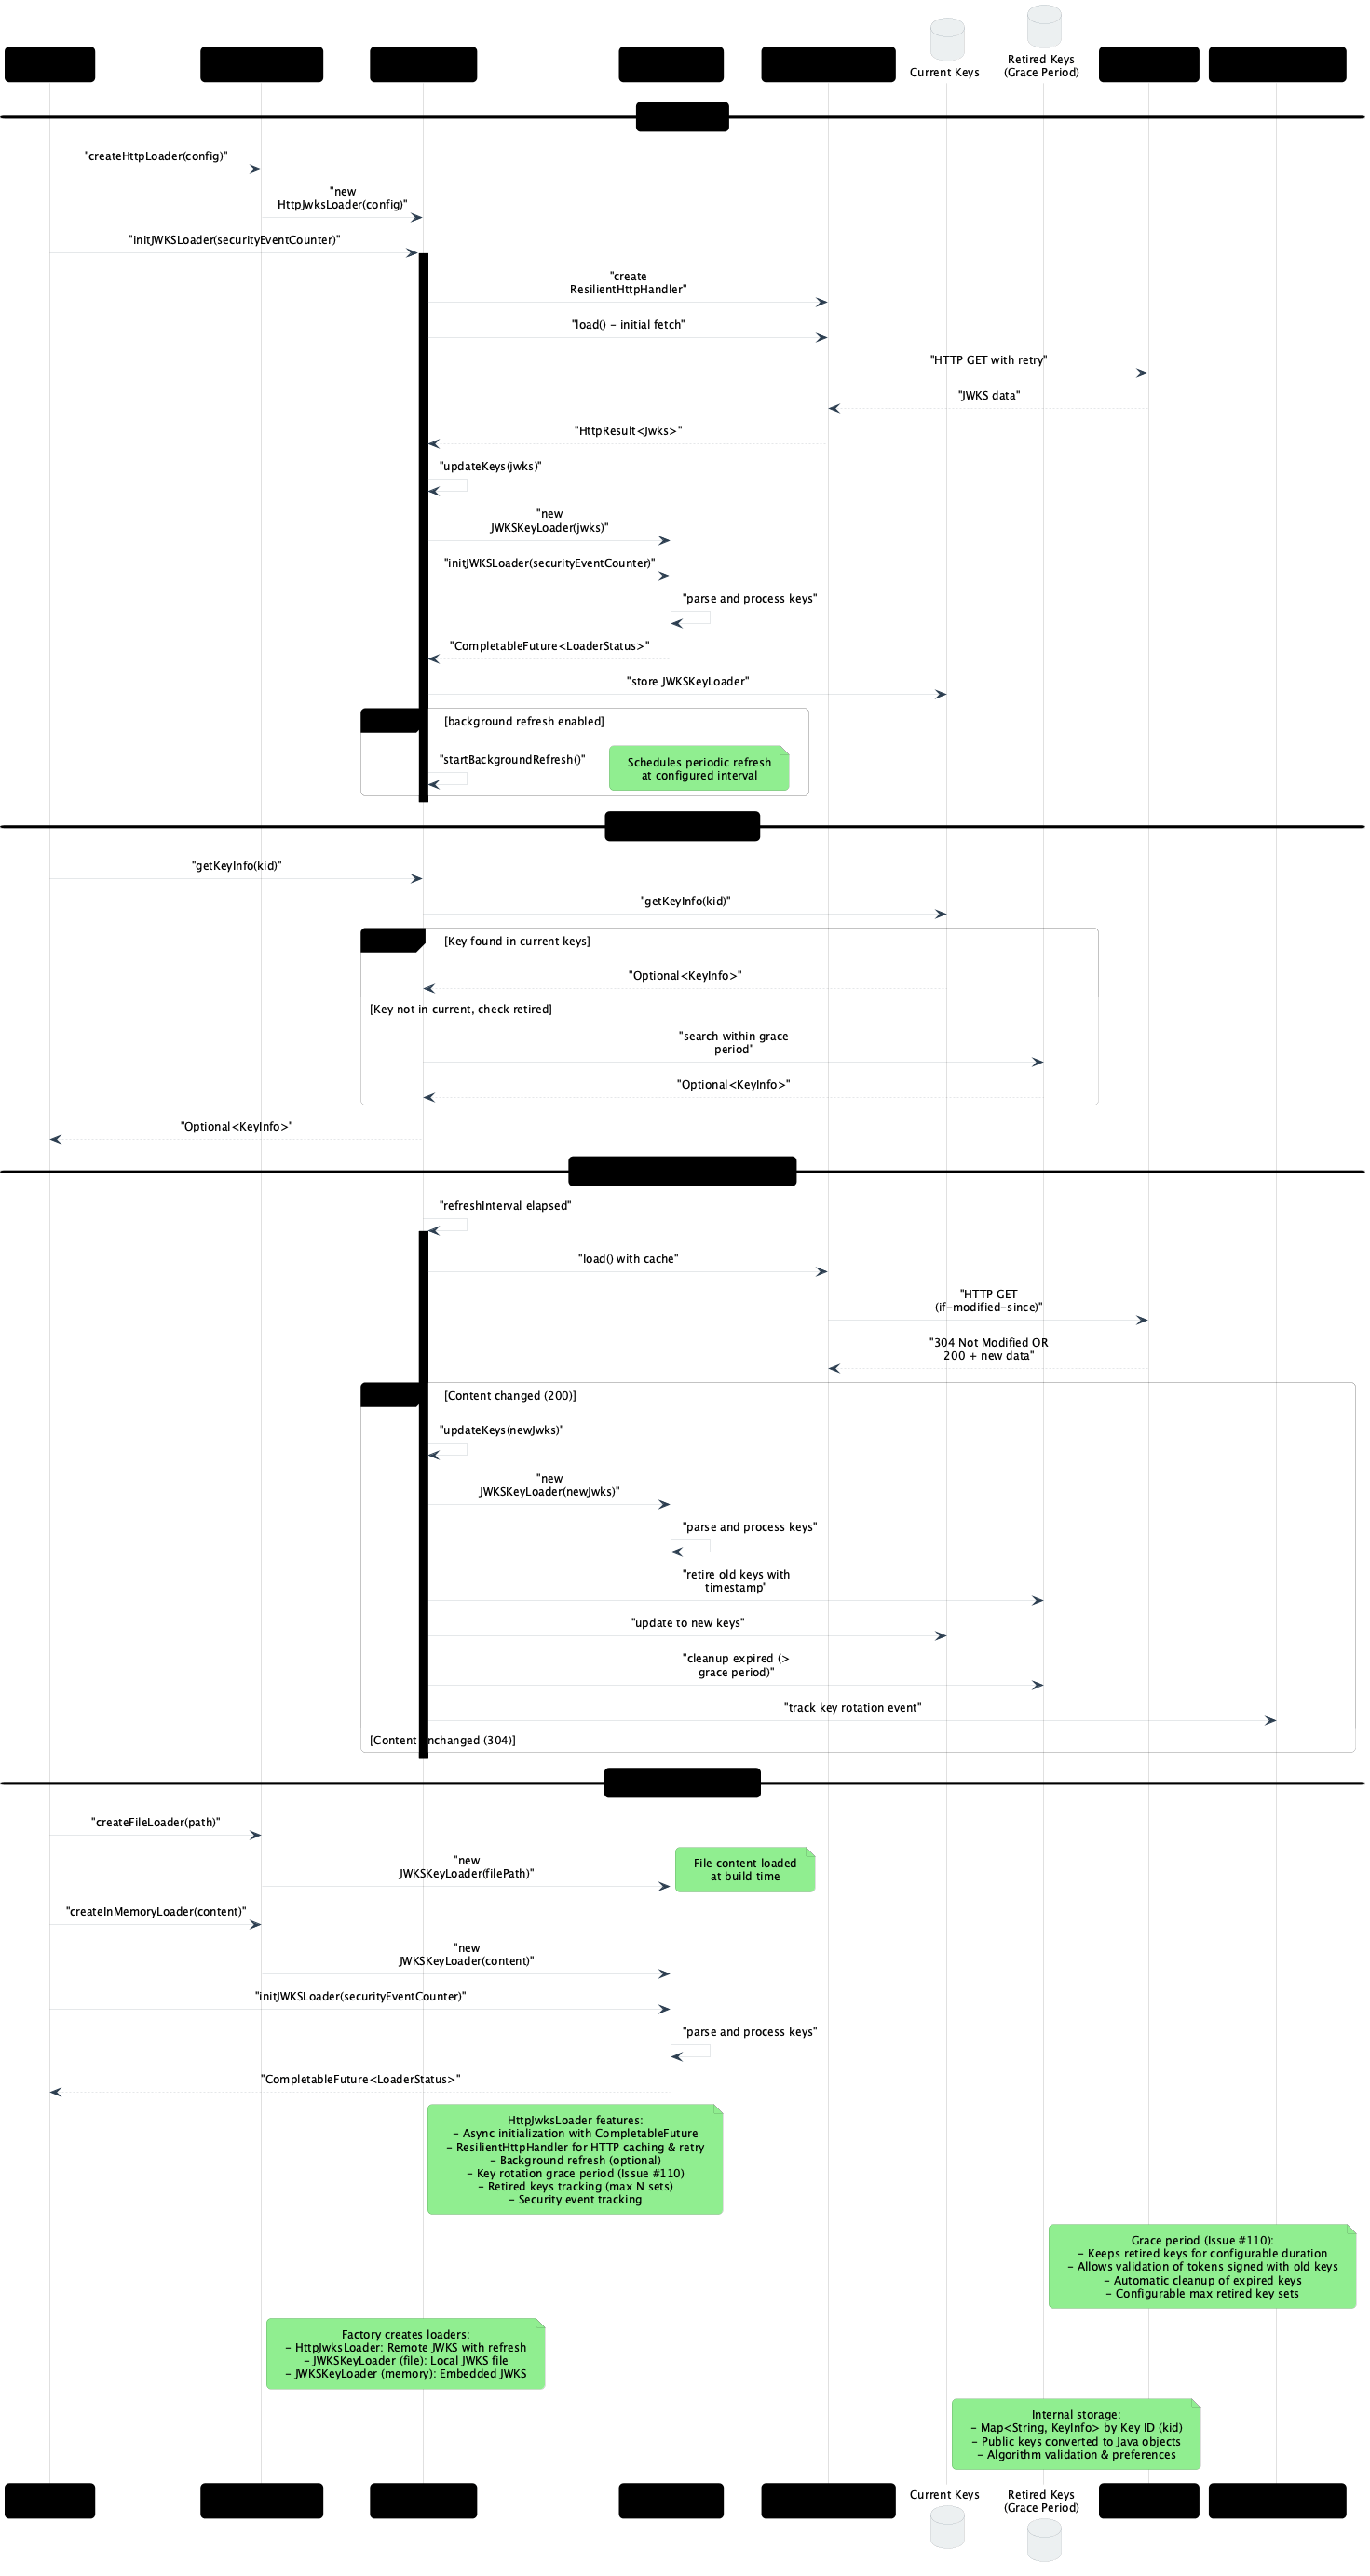 Current Keys
Retired Keys
(Grace Period)
"createHttpLoader(config)"
"new
HttpJwksLoader(config)"
"initJWKSLoader(securityEventCounter)"
"create
ResilientHttpHandler"
"load() - initial fetch"
"HTTP GET with retry"
"JWKS data"
"HttpResult<Jwks>"
"updateKeys(jwks)"
"new
JWKSKeyLoader(jwks)"
"initJWKSLoader(securityEventCounter)"
"parse and process keys"
"CompletableFuture<LoaderStatus>"
"store JWKSKeyLoader"
[background refresh enabled]
"startBackgroundRefresh()"
Schedules periodic refresh
at configured interval
"getKeyInfo(kid)"
"getKeyInfo(kid)"
[Key found in current keys]
"Optional<KeyInfo>"
[Key not in current, check retired]
"search within grace
period"
"Optional<KeyInfo>"
"Optional<KeyInfo>"
"refreshInterval elapsed"
"load() with cache"
"HTTP GET
(if-modified-since)"
"304 Not Modified OR
200 + new data"
[Content changed (200)]
"updateKeys(newJwks)"
"new
JWKSKeyLoader(newJwks)"
"parse and process keys"
"retire old keys with
timestamp"
"update to new keys"
"cleanup expired (>
grace period)"
"track key rotation event"
[Content unchanged (304)]
"createFileLoader(path)"
"new
JWKSKeyLoader(filePath)"
File content loaded
at build time
"createInMemoryLoader(content)"
"new
JWKSKeyLoader(content)"
"initJWKSLoader(securityEventCounter)"
"parse and process keys"
"CompletableFuture<LoaderStatus>"
HttpJwksLoader features:
- Async initialization with CompletableFuture
- ResilientHttpHandler for HTTP caching & retry
- Background refresh (optional)
- Key rotation grace period (Issue #110)
- Retired keys tracking (max N sets)
- Security event tracking
Grace period (Issue #110):
- Keeps retired keys for configurable duration
- Allows validation of tokens signed with old keys
- Automatic cleanup of expired keys
- Configurable max retired key sets
Factory creates loaders:
- HttpJwksLoader: Remote JWKS with refresh
- JWKSKeyLoader (file): Local JWKS file
- JWKSKeyLoader (memory): Embedded JWKS
Internal storage:
- Map<String, KeyInfo> by Key ID (kid)
- Public keys converted to Java objects
- Algorithm validation & preferences
Current Keys
Retired Keys
(Grace Period)